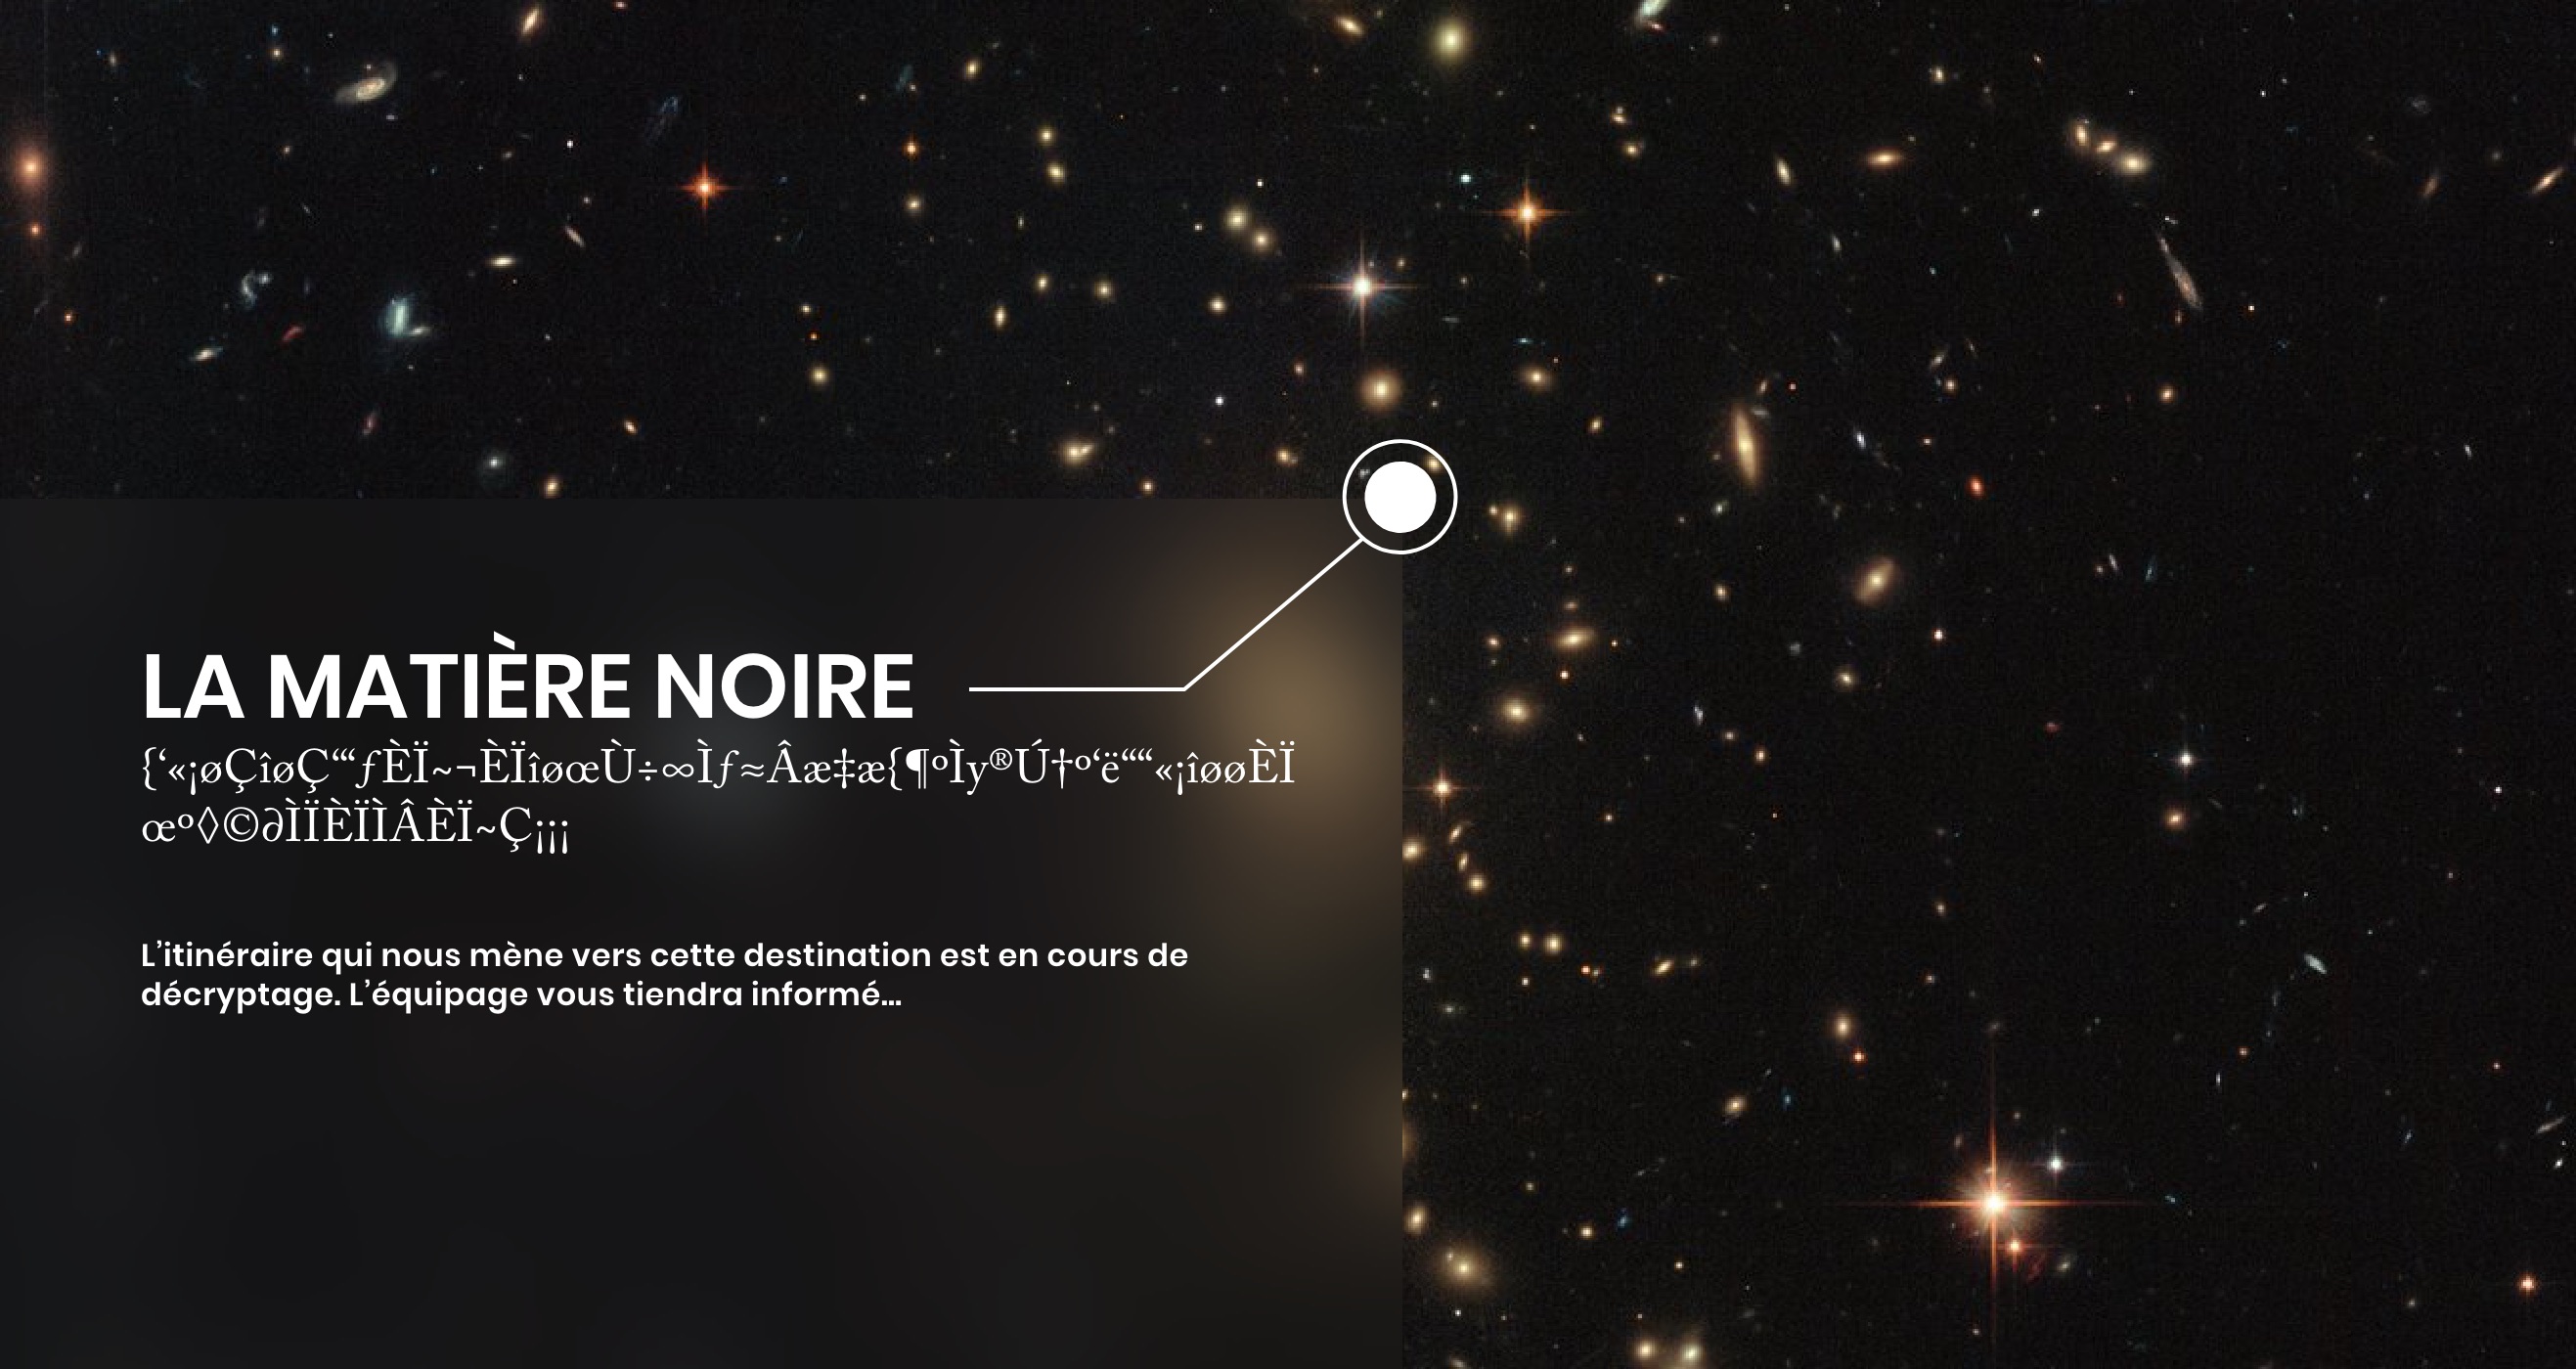 LA MATIÈRE NOIRE
{‘«¡øÇîøÇ“‘ƒÈÏ~¬ÈÏîøœÙ÷∞Ìƒ≈Âæ‡æ{¶ºÌy®Ú†º‘ë““«¡îøøÈÏ
œº◊©∂ÌÏÈÏÌÂÈÏ~Ç¡¡¡
L’itinéraire qui nous mène vers cette destination est en cours de
décryptage. L’équipage vous tiendra informé...